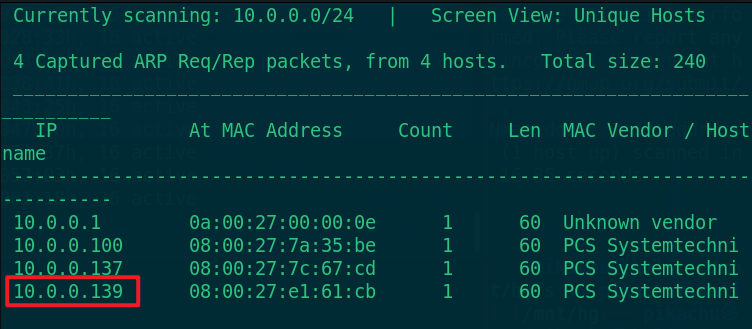 Currently scanning: 10.0.0.0/24   |   Screen View: Unique Hosts
4 Captured ARP Req/Rep packets, from 4 hosts.   Total size: 240
_____________________________________________________________________
__________
IP            At MAC Address     Count     Len  MAC Vendor / Host
name
---------------------------------------------------------------------
----------
10.0.0.1        0a:00:27:00:00:0e      1      60  Unknown vendor
10.0.0.100      08:00:27:7a:35:be      1      60  PCS Systemtechni
10.0.0.137      08:00:27:7c:67:cd      1      60  PCS Systemtechni
10.0.0.139      08:00:27:e1:61:cb      1      60  PCS Systemtechni